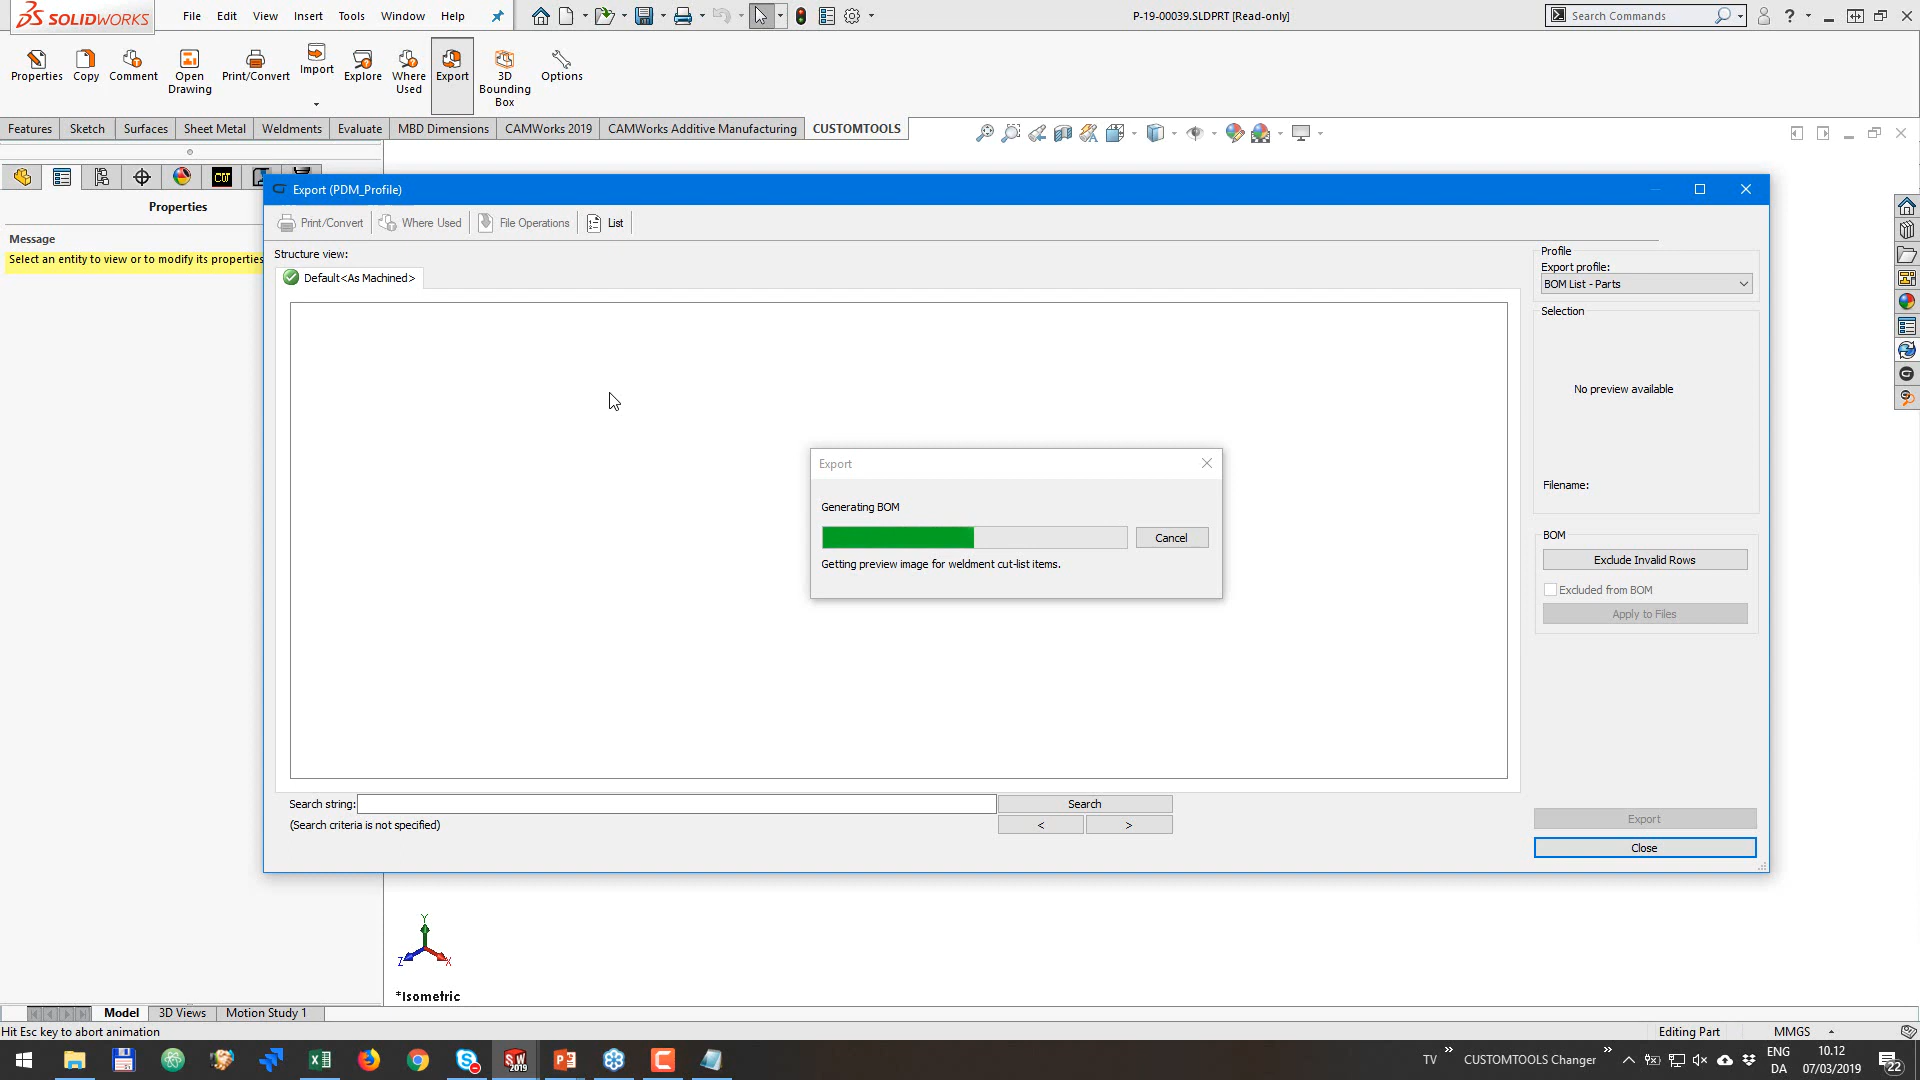 SOLIDWORKS File Edit View Insert Tools Window Help P-19-00039.SLDPRT [Read-only] Search Commands
Properties Copy Comment Open Drawing Print/Convert Import Explore Where Used Export 3D Bounding Box Options
Features Sketch Surfaces Sheet Metal Weldments Evaluate MBD Dimensions CAMWorks 2019 CAMWorks Additive Manufacturing CUSTOMTOOLS
Properties
Message
Select an entity to view or to modify its properties
Export (PDM_Profile)
Print/Convert Where Used File Operations List
Structure view:
Default<As Machined>
Profile
Export profile:
BOM List - Parts
Selection
No preview available
Filename:
BOM
Exclude Invalid Rows
Excluded from BOM
Apply to Files
Export
Generating BOM
Cancel
Getting preview image for weldment cut-list items.
Search string: Search
(Search criteria is not specified) < >
Export
Close
Y
Z X
*Isometric
Model 3D Views Motion Study 1
Hit Esc key to abort animation Editing Part MMGS
TV CUSTOMTOOLS Changer ENG 10.12
DA 07/03/2019 22